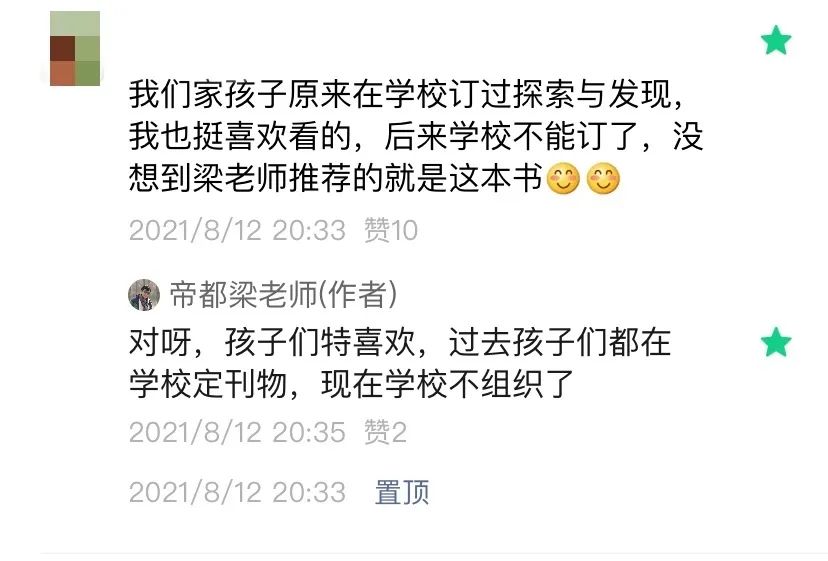 我们家孩子原来在学校订过探索与发现，
我也挺喜欢看的，后来学校不能订了，没
想到梁老师推荐的就是这本书😊😊
2021/8/12 20:33 赞10
帝都梁老师(作者)
对呀，孩子们特喜欢，过去孩子们都在
学校定刊物，现在学校不组织了
2021/8/12 20:35 赞2
2021/8/12 20:33 置顶